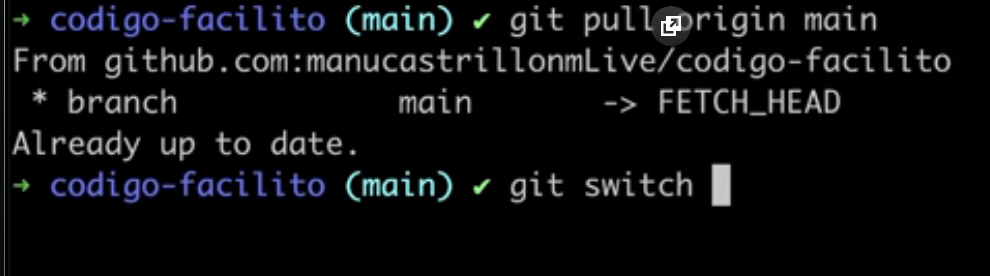 → codigo-facilito (main) ✔ git pull origin main
From github.com:manucastrillonmLive/codigo-facilito
* branch main -> FETCH_HEAD
Already up to date.
→ codigo-facilito (main) ✔ git switch